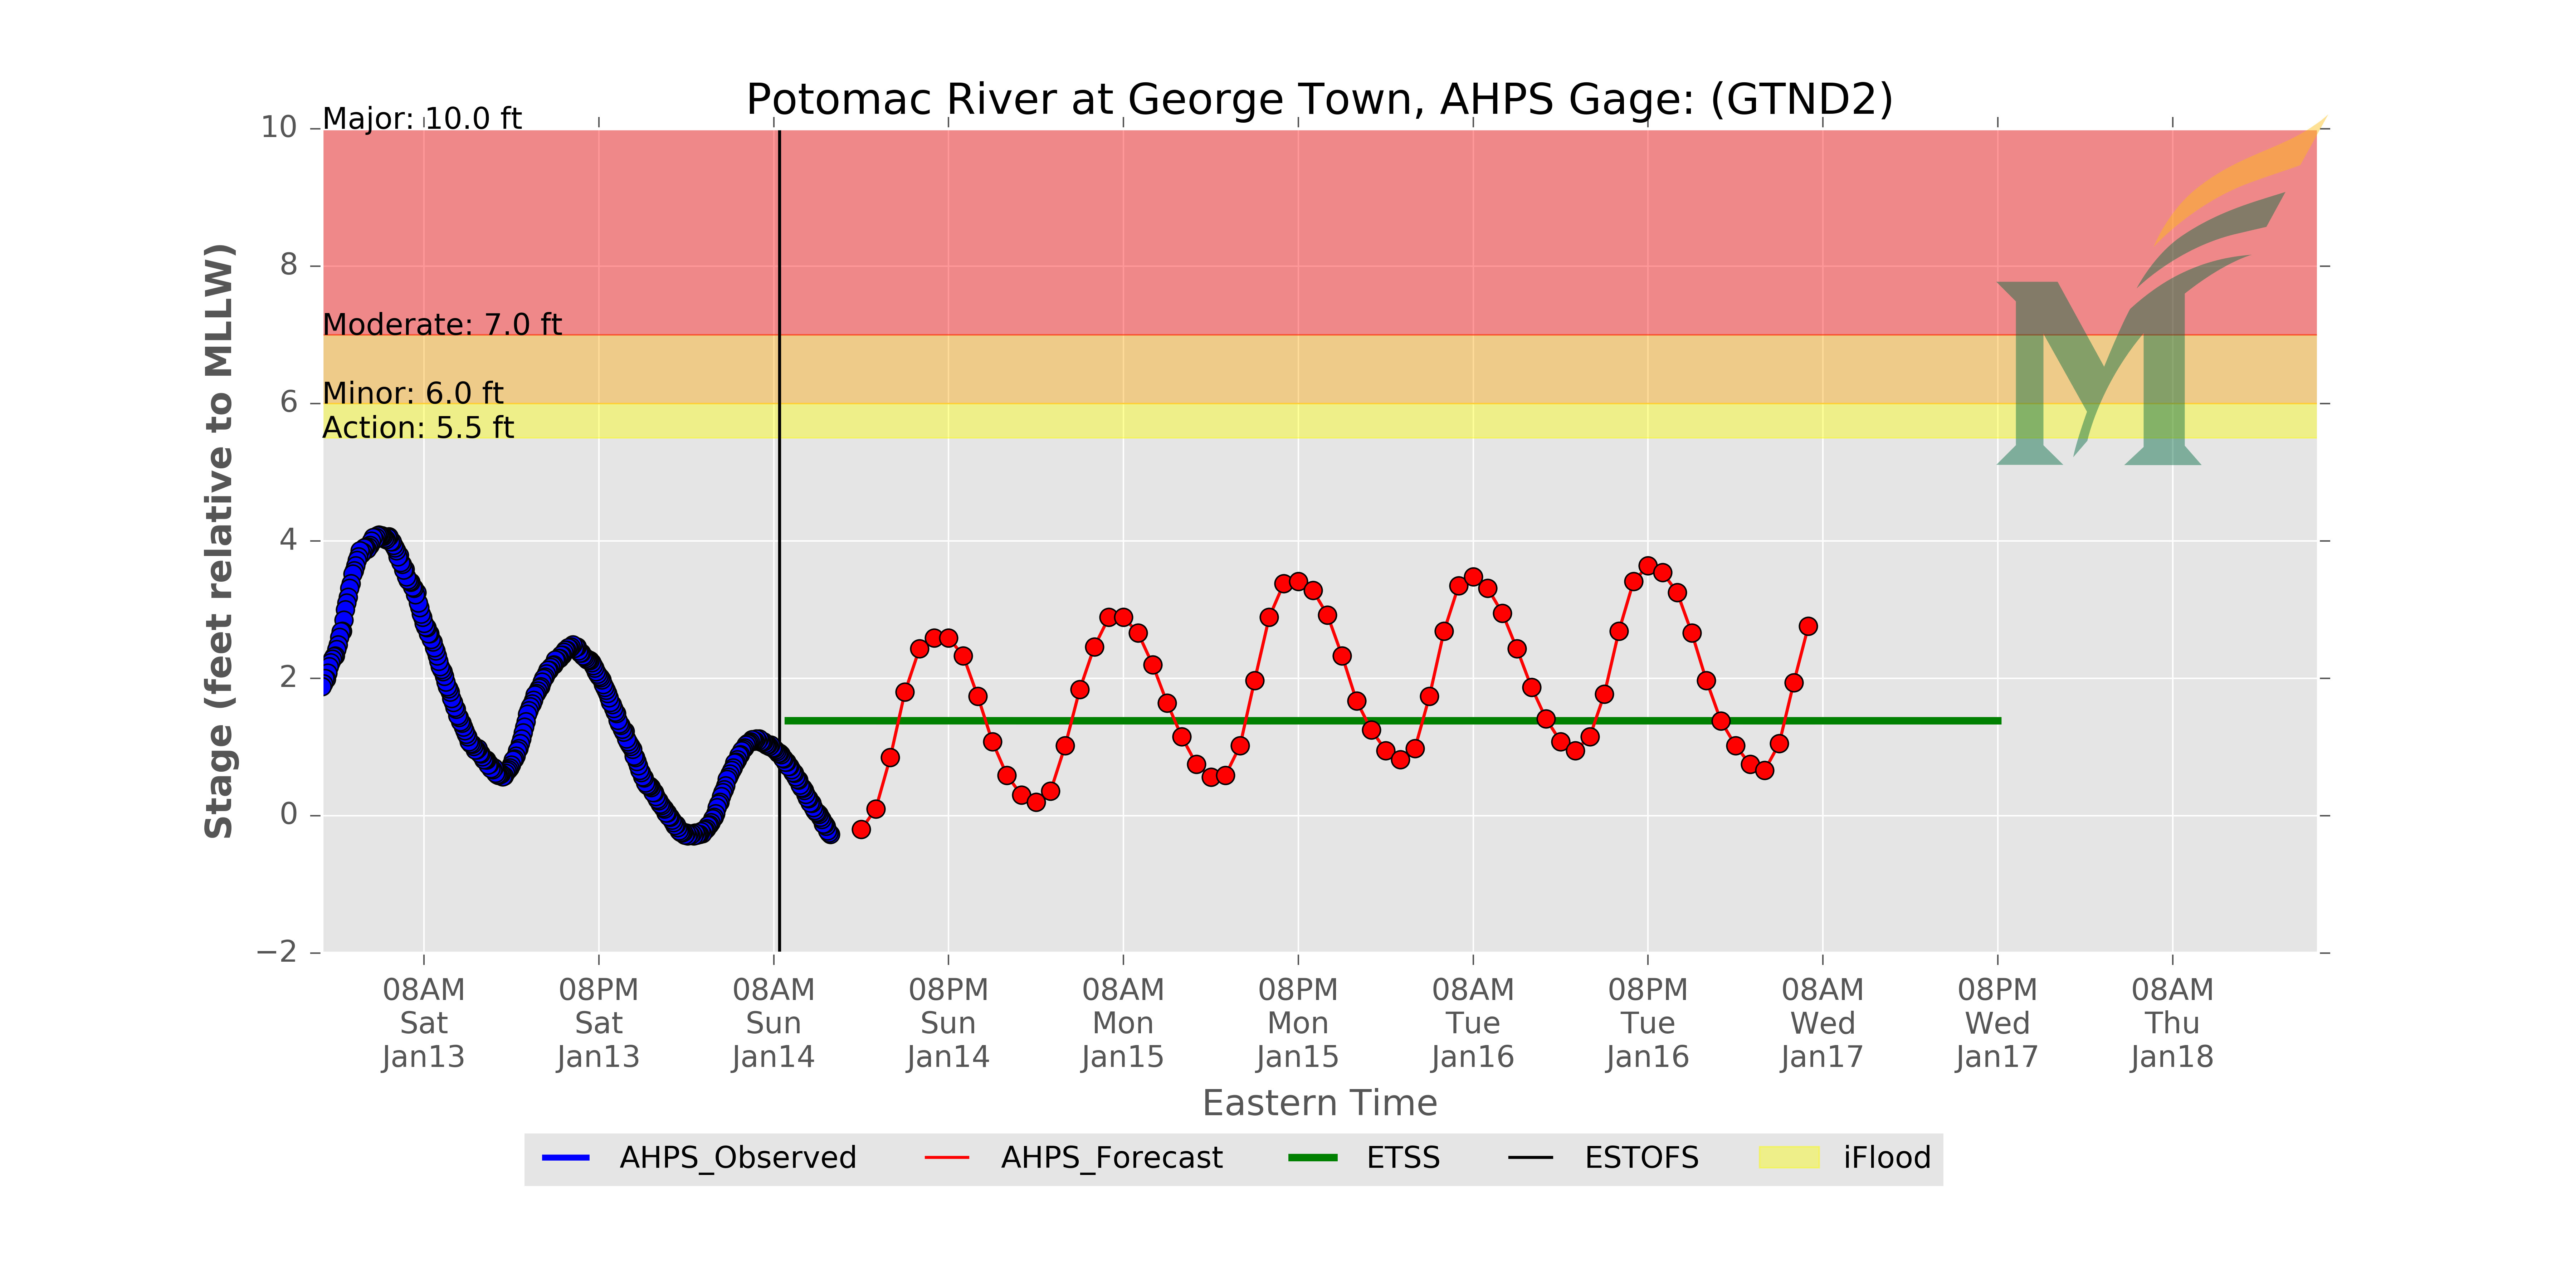 Potomac River at George Town, AHPS Gage: (GTND2)
Major: 10.0 ft
Moderate: 7.0 ft
Minor: 6.0 ft
Action: 5.5 ft
Stage (feet relative to MLLW)
10
8
6
4
2
0
−2
08AM Sat Jan13
08PM Sat Jan13
08AM Sun Jan14
08PM Sun Jan14
08AM Mon Jan15
08PM Mon Jan15
08AM Tue Jan16
08PM Tue Jan16
08AM Wed Jan17
08PM Wed Jan17
08AM Thu Jan18
Eastern Time
AHPS_Observed
AHPS_Forecast
ETSS
ESTOFS
iFlood
M